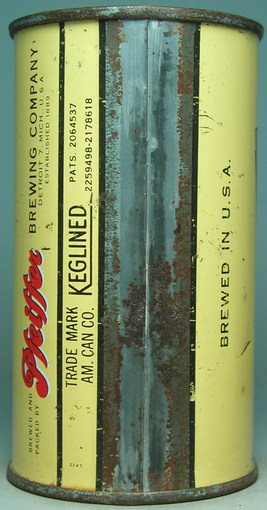 BREWED AND
PACKED BY
Pfeiffer BREWING COMPANY,
DETROIT 7, MICH., U.S.A.
ESTABLISHED 1889
TRADE MARK
AM. CAN CO.
KEGLINED
PATS. 2064537
2259498-2178618
BREWED IN U.S.A.